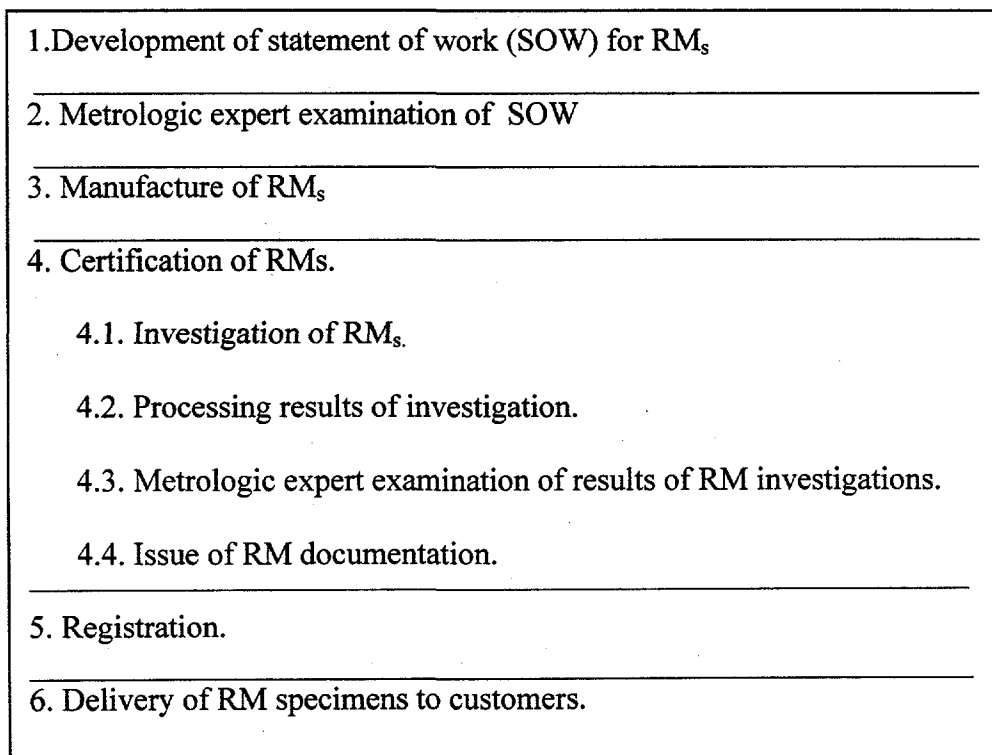 1.Development of statement of work (SOW) for RMs
2. Metrologic expert examination of SOW
3. Manufacture of RMs
4. Certification of RMs.
4.1. Investigation of RMs.
4.2. Processing results of investigation.
4.3. Metrologic expert examination of results of RM investigations.
4.4. Issue of RM documentation.
5. Registration.
6. Delivery of RM specimens to customers.